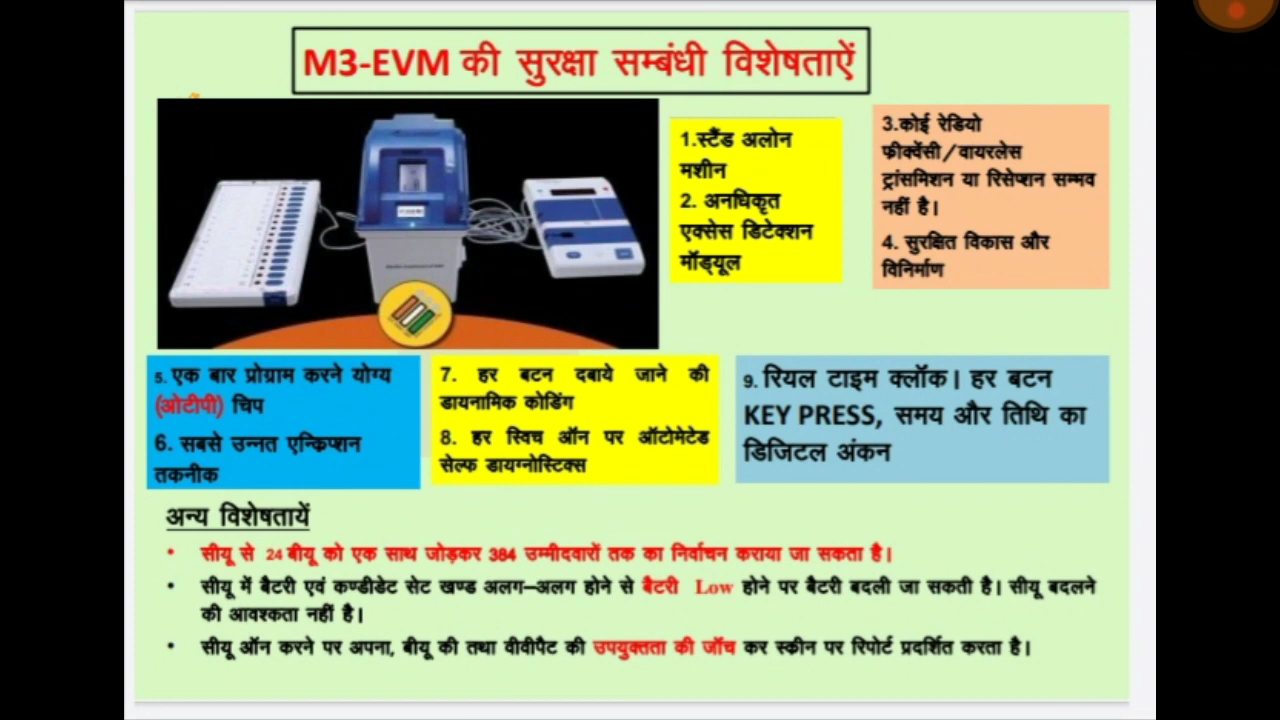 M3-EVM की सुरक्षा सम्बंधी विशेषताऐं
1.स्टैंड अलोन
मशीन
2. अनधिकृत
एक्सेस डिटेक्शन
मॉड्यूल
3.कोई रेडियो
फ्रीक्वेंसी/वायरलेस
ट्रांसमिशन या रिसेप्शन सम्भव
नहीं है।
4. सुरक्षित विकास और
विनिर्माण
5. एक बार प्रोग्राम करने योग्य
(ओटीपी) चिप
6. सबसे उन्नत एन्क्रिप्शन
तकनीक
7. हर बटन दबाये जाने की
डायनामिक कोडिंग
8. हर स्विच ऑन पर ऑटोमेटेड
सेल्फ डायग्नोस्टिक्स
9. रियल टाइम क्लॉक। हर बटन
KEY PRESS, समय और तिथि का
डिजिटल अंकन
अन्य विशेषतायें
• सीयू से 24 बीयू को एक साथ जोड़कर 384 उम्मीदवारों तक का निर्वाचन कराया जा सकता है।
• सीयू में बैटरी एवं कण्डीडेट सेट खण्ड अलग–अलग होने से बैटरी Low होने पर बैटरी बदली जा सकती है। सीयू बदलने
की आवश्कता नहीं है।
• सीयू ऑन करने पर अपना, बीयू की तथा वीवीपैट की उपयुक्तता की जॉच कर स्क्रीन पर रिपोर्ट प्रदर्शित करता है।